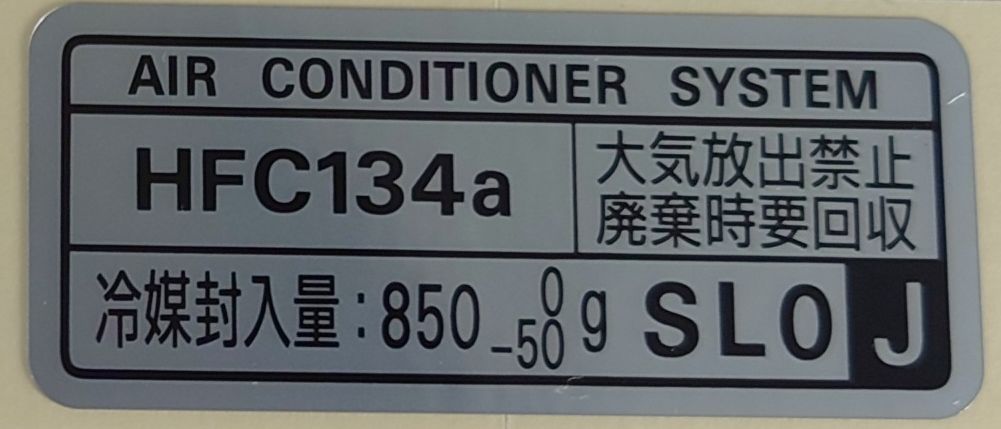 AIR CONDITIONER SYSTEM
HFC134a
大気放出禁止
廃棄時要回収
冷媒封入量:850 0 -50 g SLO J